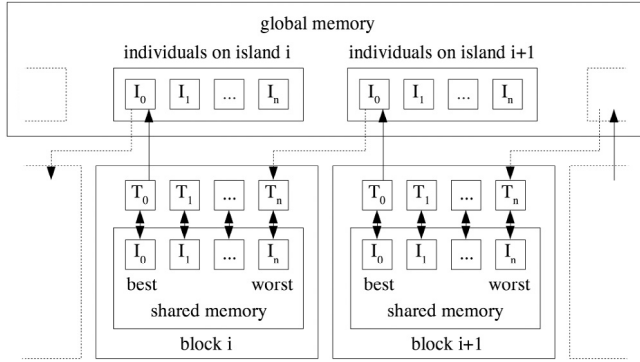 global memory
individuals on island i individuals on island i+1
I0 I1 ... In I0 I1 ... In
T0 T1 ... Tn T0 T1 ... Tn
I0 I1 ... In I0 I1 ... In
best worst best worst
shared memory shared memory
block i block i+1